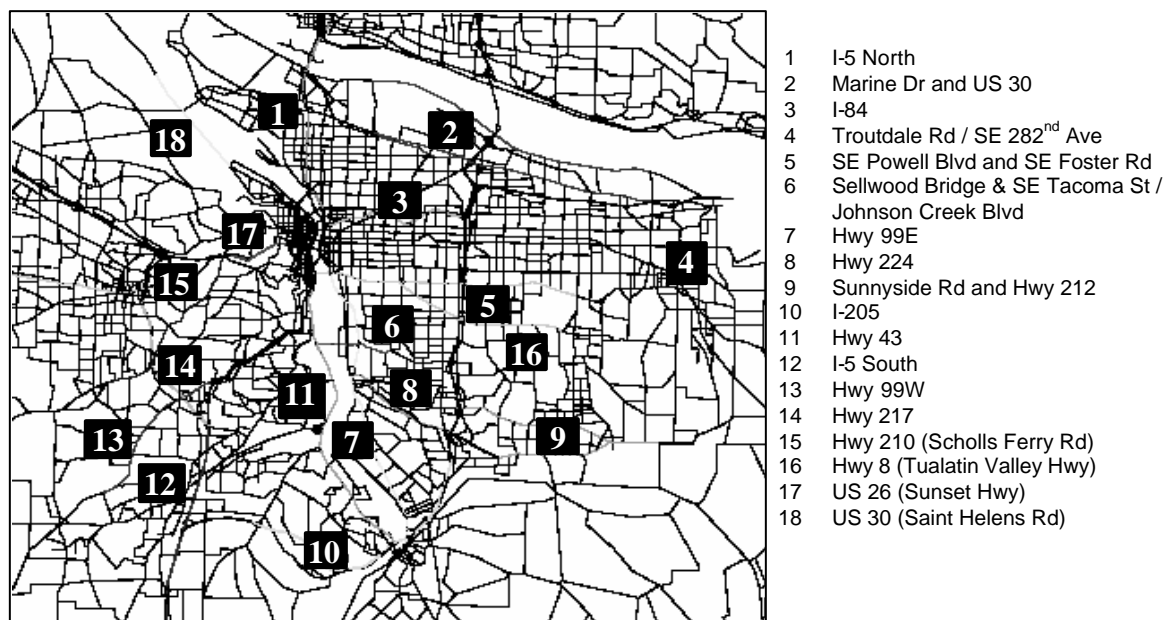 1 I-5 North
2 Marine Dr and US 30
3 I-84
4 Troutdale Rd / SE 282nd Ave
5 SE Powell Blvd and SE Foster Rd
6 Sellwood Bridge & SE Tacoma St /
Johnson Creek Blvd
7 Hwy 99E
8 Hwy 224
9 Sunnyside Rd and Hwy 212
10 I-205
11 Hwy 43
12 I-5 South
13 Hwy 99W
14 Hwy 217
15 Hwy 210 (Scholls Ferry Rd)
16 Hwy 8 (Tualatin Valley Hwy)
17 US 26 (Sunset Hwy)
18 US 30 (Saint Helens Rd)
1
2
18
3
17
4
15
5
6
16
14
8
11
9
13
7
12
10